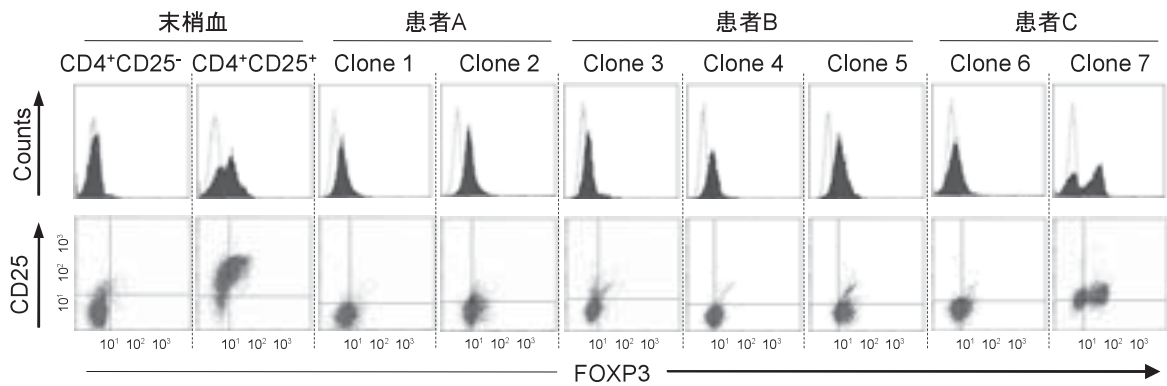 末梢血 患者A 患者B 患者C
CD4⁺CD25⁻ CD4⁺CD25⁺ Clone 1 Clone 2 Clone 3 Clone 4 Clone 5 Clone 6 Clone 7
Counts
CD25
10³
10²
10¹
10¹ 10² 10³ 10¹ 10² 10³ 10¹ 10² 10³ 10¹ 10² 10³ 10¹ 10² 10³ 10¹ 10² 10³ 10¹ 10² 10³ 10¹ 10² 10³ 10¹ 10² 10³
FOXP3